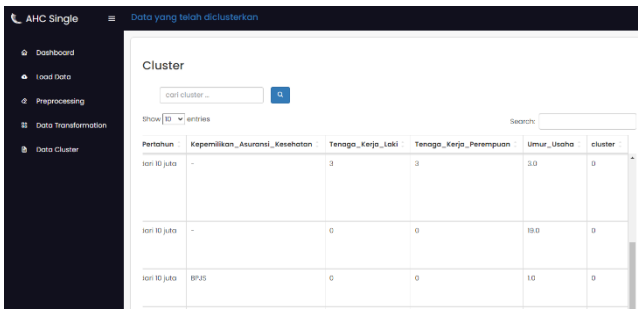 AHC Single
Data yang telah diclusterkan
Dashboard
Load Data
Preprocessing
Data Transformation
Data Cluster
Cluster
cari cluster ...
Show 10 entries
Search:
Pertahun Kepemilikan_Asuransi_Kesehatan Tenaga_Kerja_Laki Tenaga_Kerja_Perempuan Umur_Usaha cluster
dari 10 juta - 3 3 3.0 0
dari 10 juta - 0 0 19.0 0
dari 10 juta BPJS 0 0 1.0 0